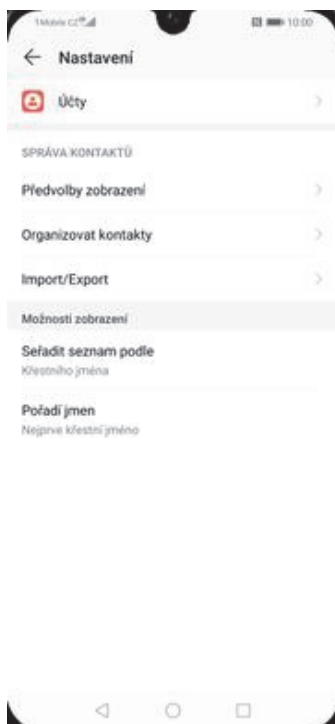 T-Mobile CZ 10:00
Nastavení
Účty
SPRÁVA KONTAKTŮ
Předvolby zobrazení
Organizovat kontakty
Import/Export
Možnosti zobrazení
Seřadit seznam podle
Křestního jména
Pořadí jmen
Nejprve křestní jméno